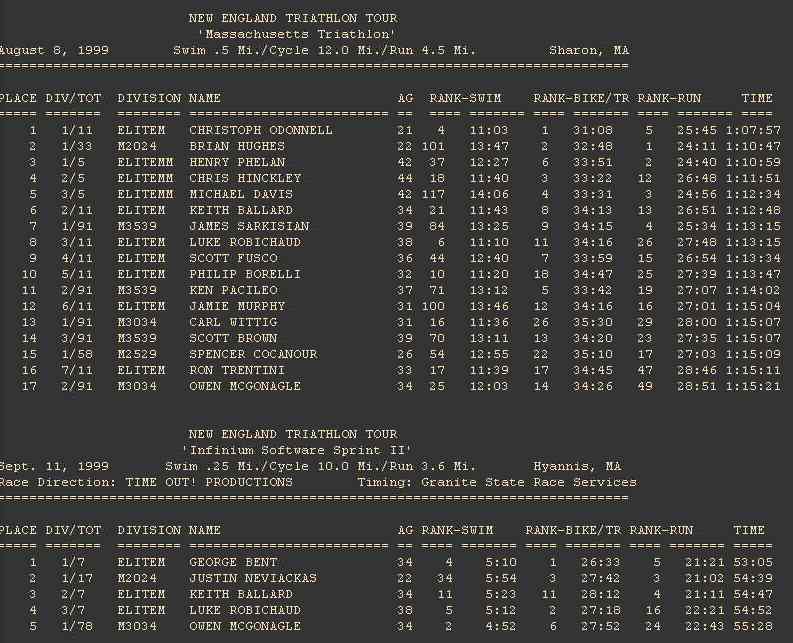 NEW ENGLAND TRIATHLON TOUR
'Massachusetts Triathlon'
August 8, 1999 Swim .5 Mi./Cycle 12.0 Mi./Run 4.5 Mi. Sharon, MA
================================================================================
PLACE DIV/TOT DIVISION NAME AG RANK-SWIM RANK-BIKE/TR RANK-RUN TIME
===== ======= ======== ========================= == ==== ===== ==== ======= ==== ====== ====
1 1/11 ELITEM CHRISTOPH ODONNELL 21 4 11:03 1 31:08 5 25:45 1:07:57
2 1/33 M2024 BRIAN HUGHES 22 101 13:47 2 32:48 1 24:11 1:10:47
3 1/5 ELITEMM HENRY PHELAN 42 37 12:27 6 33:51 2 24:40 1:10:59
4 2/5 ELITEMM CHRIS HINCKLEY 44 18 11:40 3 33:22 12 26:48 1:11:51
5 3/5 ELITEMM MICHAEL DAVIS 42 117 14:06 4 33:31 3 24:56 1:12:34
6 2/11 ELITEM KEITH BALLARD 34 21 11:43 8 34:13 13 26:51 1:12:48
7 1/91 M3539 JAMES SARKISIAN 39 84 13:25 9 34:15 4 25:34 1:13:15
8 3/11 ELITEM LUKE ROBICHAUD 38 6 11:10 11 34:16 26 27:48 1:13:15
9 4/11 ELITEM SCOTT FUSCO 36 44 12:40 7 33:59 15 26:54 1:13:34
10 5/11 ELITEM PHILIP BORELLI 32 10 11:20 18 34:47 25 27:39 1:13:47
11 2/91 M3539 KEN PACILEO 37 71 13:12 5 33:42 19 27:07 1:14:02
12 6/11 ELITEM JAMIE MURPHY 31 100 13:46 12 34:16 16 27:01 1:15:04
13 1/91 M3034 CARL WITTIG 31 16 11:36 26 35:30 29 28:00 1:15:07
14 3/91 M3539 SCOTT BROWN 39 70 13:11 13 34:20 23 27:35 1:15:07
15 1/58 M2529 SPENCER COCANOUR 26 54 12:55 22 35:10 17 27:03 1:15:09
16 7/11 ELITEM RON TRENTINI 33 17 11:39 17 34:45 47 28:46 1:15:11
17 2/91 M3034 OWEN MCGONAGLE 34 25 12:03 14 34:26 49 28:51 1:15:21
NEW ENGLAND TRIATHLON TOUR
'Infinium Software Sprint II'
Sept. 11, 1999 Swim .25 Mi./Cycle 10.0 Mi./Run 3.6 Mi. Hyannis, MA
Race Direction: TIME OUT! PRODUCTIONS Timing: Granite State Race Services
================================================================================
PLACE DIV/TOT DIVISION NAME AG RANK-SWIM RANK-BIKE/TR RANK-RUN TIME
===== ======= ======== ========================= == ==== ===== ==== ======= ==== ====== =====
1 1/7 ELITEM GEORGE BENT 34 4 5:10 1 26:33 5 21:21 53:05
2 1/17 M2024 JUSTIN NEVIACKAS 22 34 5:54 3 27:42 3 21:02 54:39
3 2/7 ELITEM KEITH BALLARD 34 11 5:23 11 28:12 4 21:11 54:47
4 3/7 ELITEM LUKE ROBICHAUD 38 5 5:12 2 27:18 16 22:21 54:52
5 1/78 M3034 OWEN MCGONAGLE 34 2 4:52 6 27:52 24 22:43 55:28